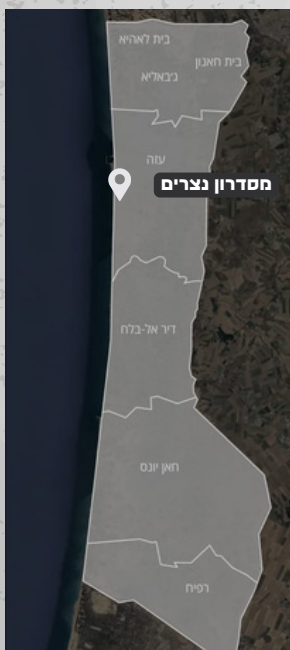 בית לאהיא
בית חאנון
ג'באליא
עזה
מסדרון נצרים
דיר אל-בלח
חאן יונס
רפיח